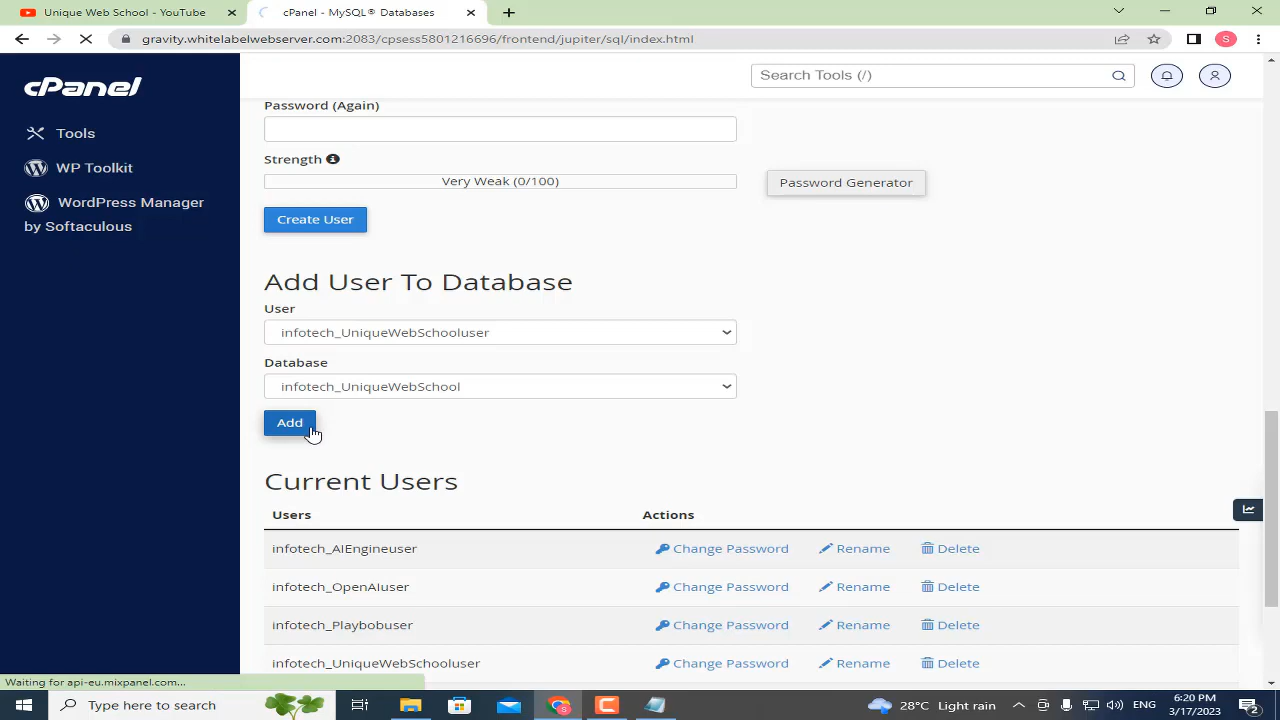 Unique Web School - YouTube
cPanel - MySQL® Databases
gravity.whitelabelwebserver.com:2083/cpsess5801216696/frontend/jupiter/sql/index.html
S
cPanel
Search Tools (/)
Tools
WP Toolkit
WordPress Manager
by Softaculous
Password (Again)
Strength
Very Weak (0/100)
Password Generator
Create User
Add User To Database
User
infotech_UniqueWebSchooluser
Database
infotech_UniqueWebSchool
Add
Current Users
Users Actions
infotech_AIEngineuser Change Password Rename Delete
infotech_OpenAIuser Change Password Rename Delete
infotech_Playbobuser Change Password Rename Delete
infotech_UniqueWebSchooluser Change Password Rename Delete
Waiting for api-eu.mixpanel.com...
Type here to search
28°C Light rain
ENG
6:20 PM
3/17/2023
2